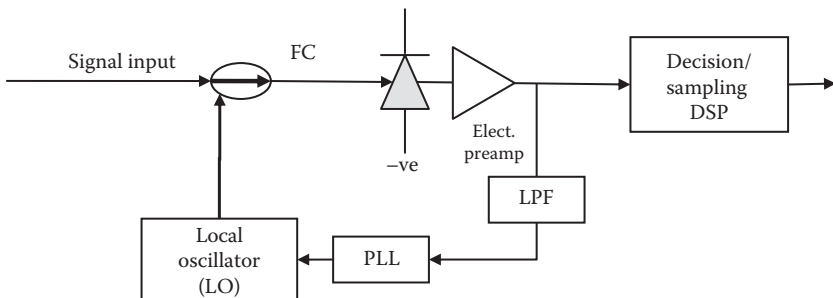 Signal input
FC
–ve
Elect.
preamp
Decision/
sampling
DSP
LPF
PLL
Local
oscillator
(LO)